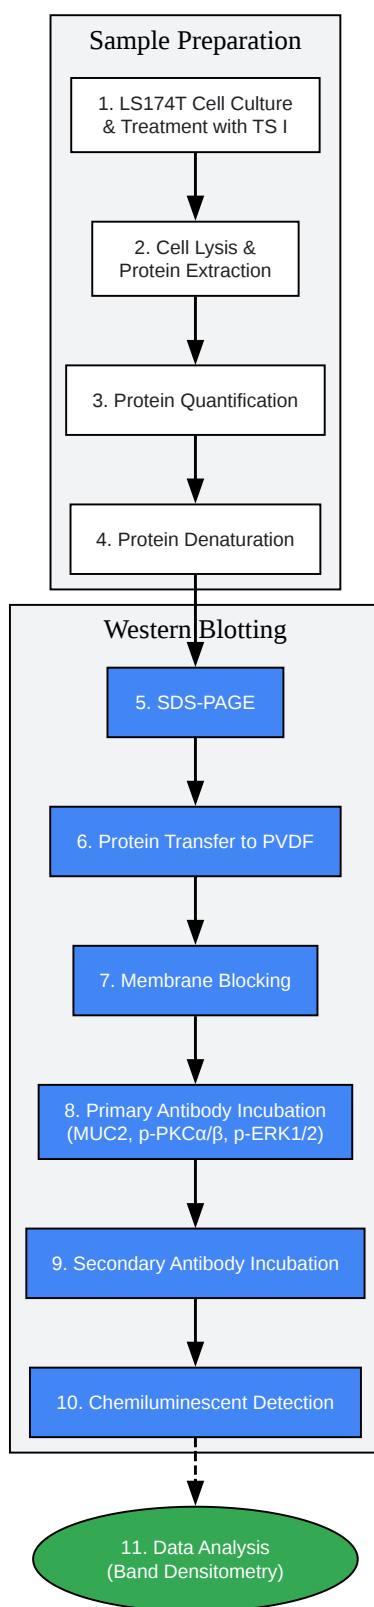 Sample Preparation
1. LS174T Cell Culture
& Treatment with TS I
2. Cell Lysis &
Protein Extraction
3. Protein Quantification
4. Protein Denaturation
Western Blotting
5. SDS-PAGE
6. Protein Transfer to PVDF
7. Membrane Blocking
8. Primary Antibody Incubation
(MUC2, p-PKCα/β, p-ERK1/2)
9. Secondary Antibody Incubation
10. Chemiluminescent Detection
11. Data Analysis
(Band Densitometry)